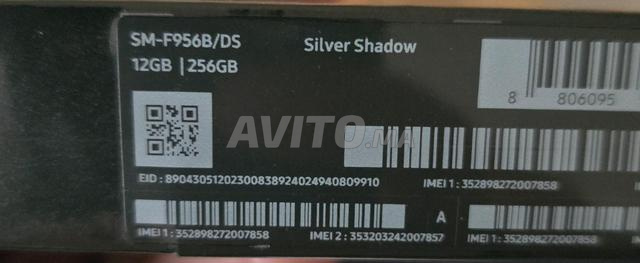 SM-F956B/DS
Silver Shadow
12GB | 256GB
8 806095
AVITO.ma
EID : 89043051202300838924024940809910
IMEI 1 : 352898272007858
A
IMEI 1 : 352898272007858
IMEI 2 : 353203242007857
IMEI 1 : 352898272007858